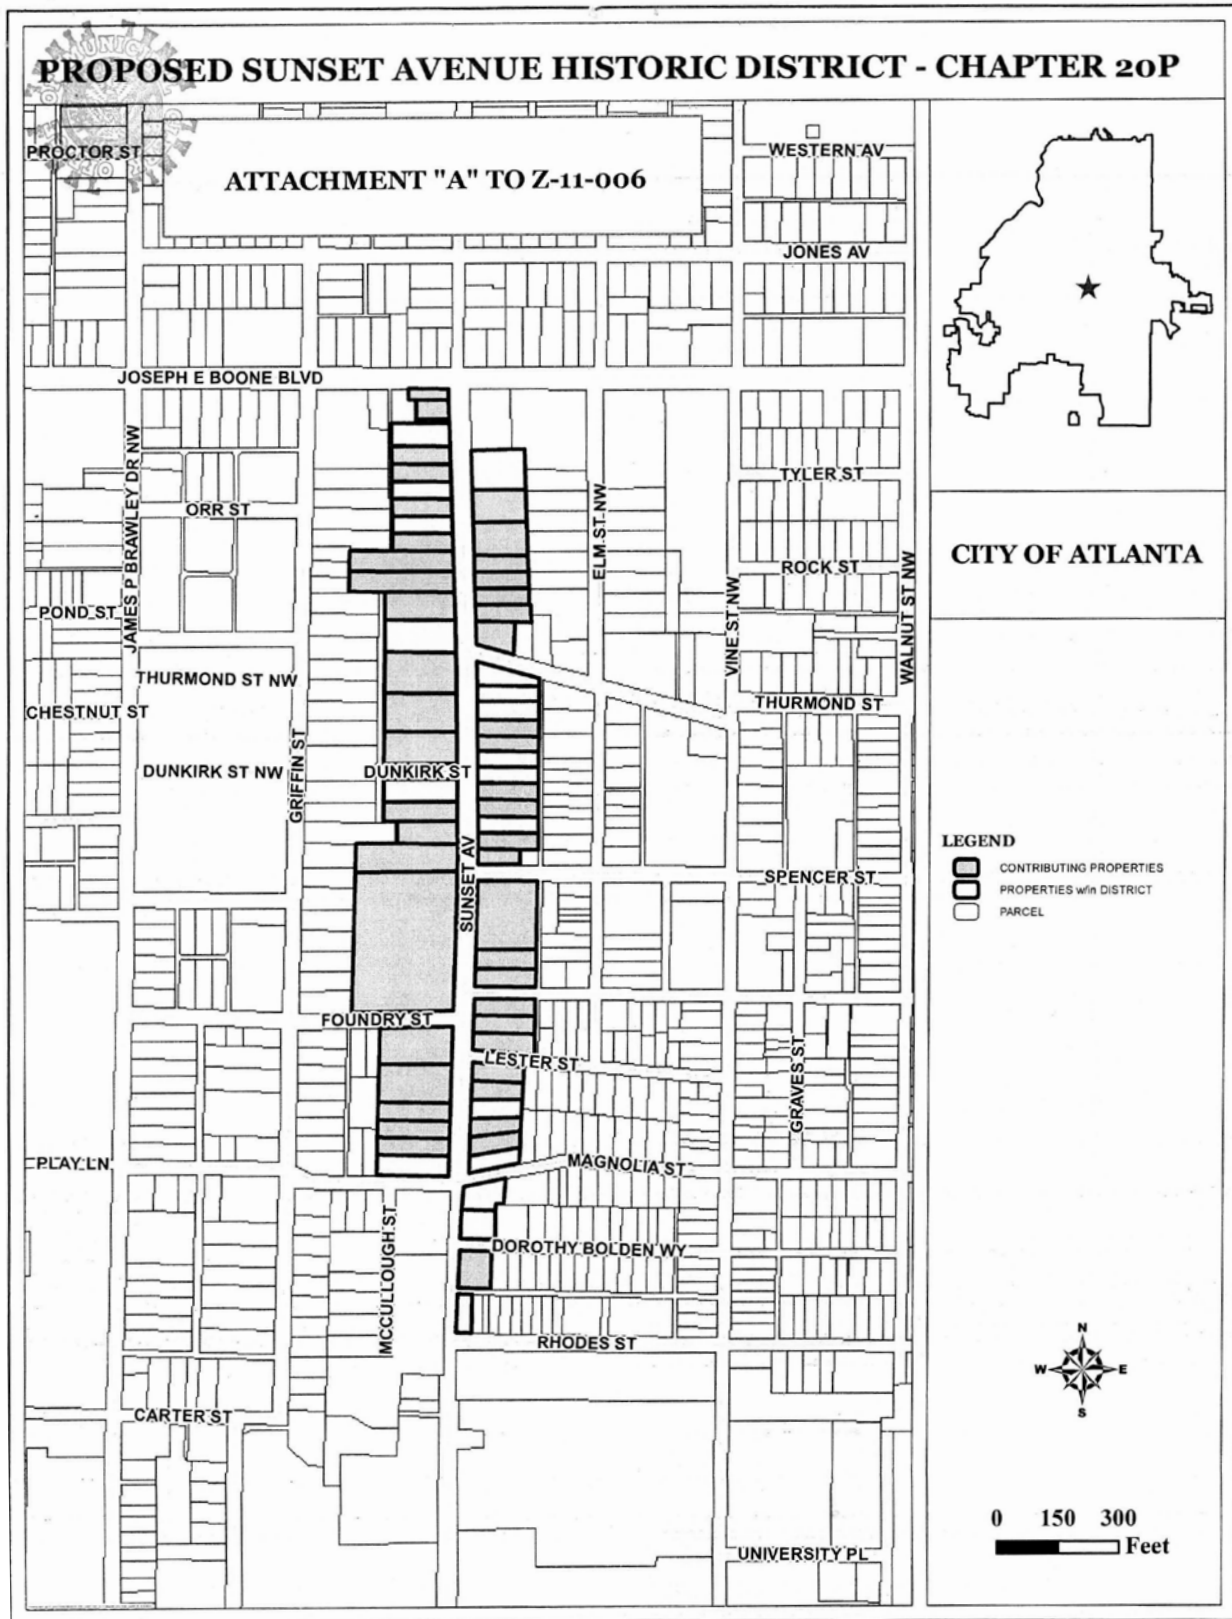 PROPOSED SUNSET AVENUE HISTORIC DISTRICT - CHAPTER 20P
ATTACHMENT "A" TO Z-11-006
PROCTOR ST
WESTERN AV
JONES AV
JOSEPH E BOONE BLVD
JAMES P BRAWLEY DR NW
ORR ST
TYLER ST
ELM ST NW
ROCK ST
POND ST
VINE ST NW
WALNUT ST NW
THURMOND ST NW
THURMOND ST
CHESTNUT ST
DUNKIRK ST NW
GRIFFIN ST
DUNKIRK ST
SUNSET AV
SPENCER ST
FOUNDRY ST
LESTER ST
GRAVES ST
PLAY LN
MAGNOLIA ST
MCCULLOUGH ST
DOROTHY BOLDEN WY
RHODES ST
CARTER ST
UNIVERSITY PL
CITY OF ATLANTA
LEGEND
CONTRIBUTING PROPERTIES
PROPERTIES w/in DISTRICT
PARCEL
N
W E
S
0 150 300
Feet